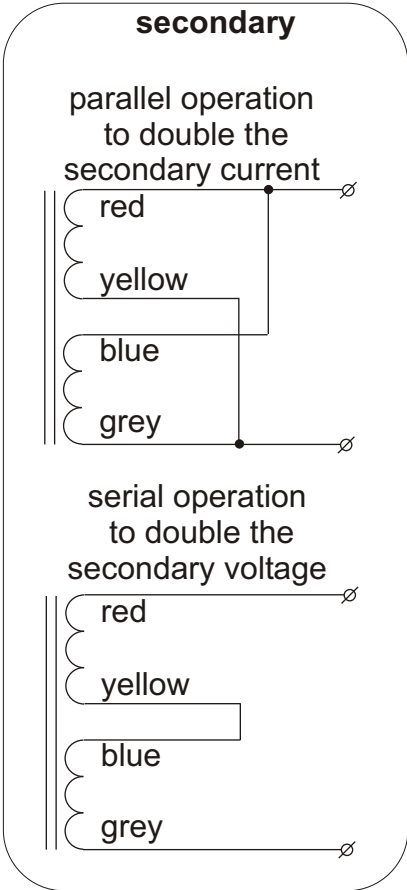 secondary
parallel operation
to double the
secondary current
red
yellow
blue
grey
serial operation
to double the
secondary voltage
red
yellow
blue
grey